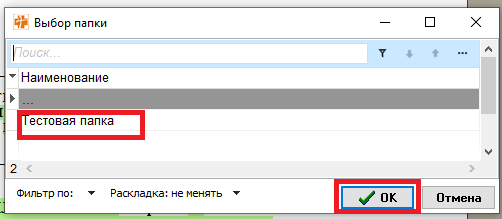 Выбор папки
Поиск...
Наименование
...
Тестовая папка
2
Фильтр по: Раскладка: не менять OK Отмена